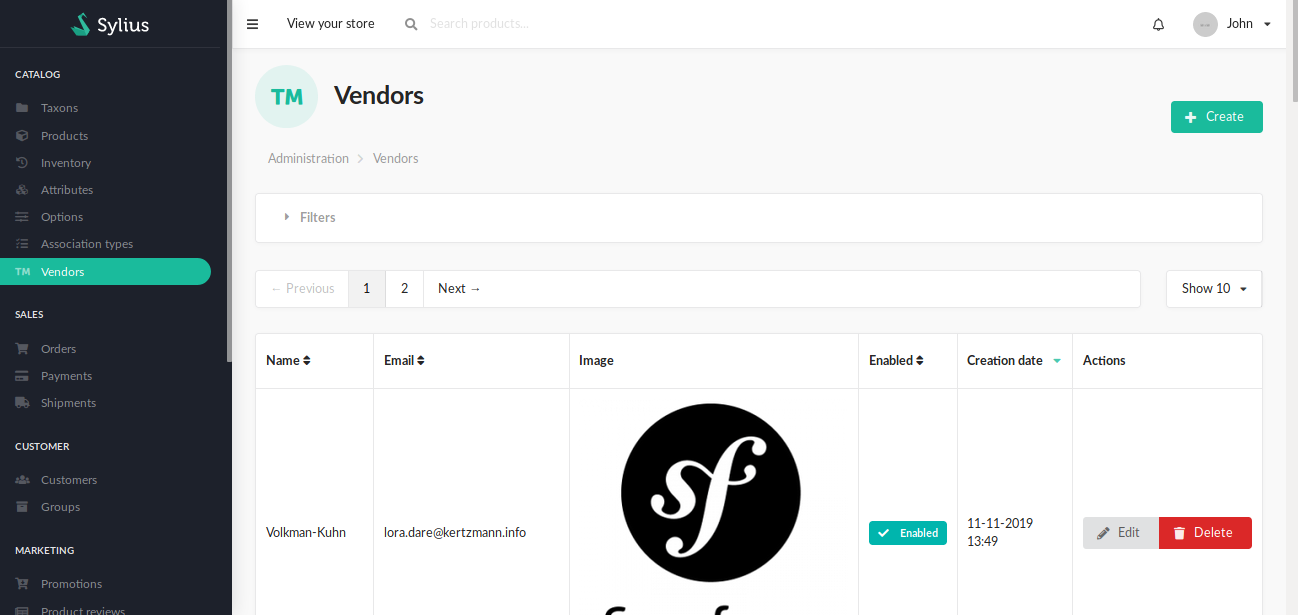 Sylius
View your store
Search products...
John
CATALOG
Taxons
Products
Inventory
Attributes
Options
Association types
TM Vendors
SALES
Orders
Payments
Shipments
CUSTOMER
Customers
Groups
MARKETING
Promotions
Product reviews
TM Vendors
Create
Administration
Vendors
Filters
← Previous
1
2
Next →
Show 10
Name
Email
Image
Enabled
Creation date
Actions
Volkman-Kuhn
lora.dare@kertzmann.info
sf
Enabled
11-11-2019
13:49
Edit
Delete